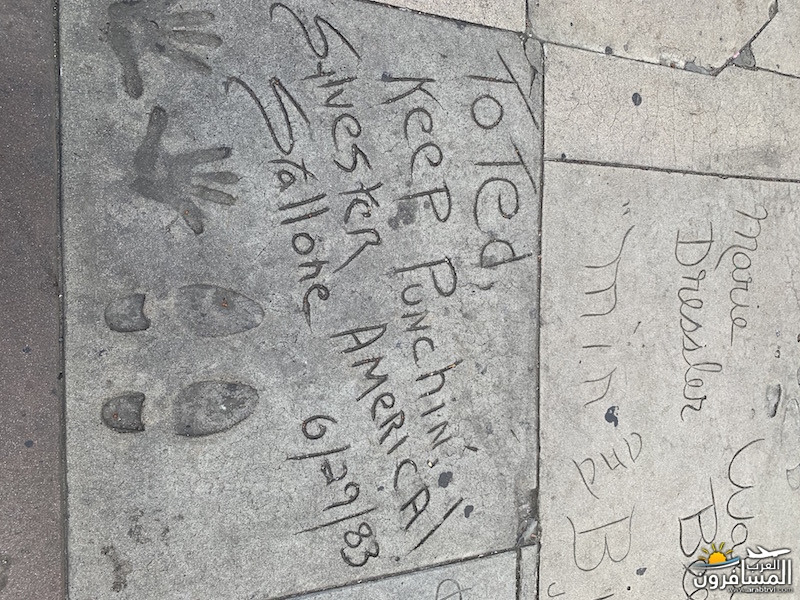 To Ted,
KEEP PUNCHIN', AMERICA!
Sylvester
Stallone
6/29/83
Marie
Dressler
"Min
and B
العرب
المسافرون
www.arabtrvl.com